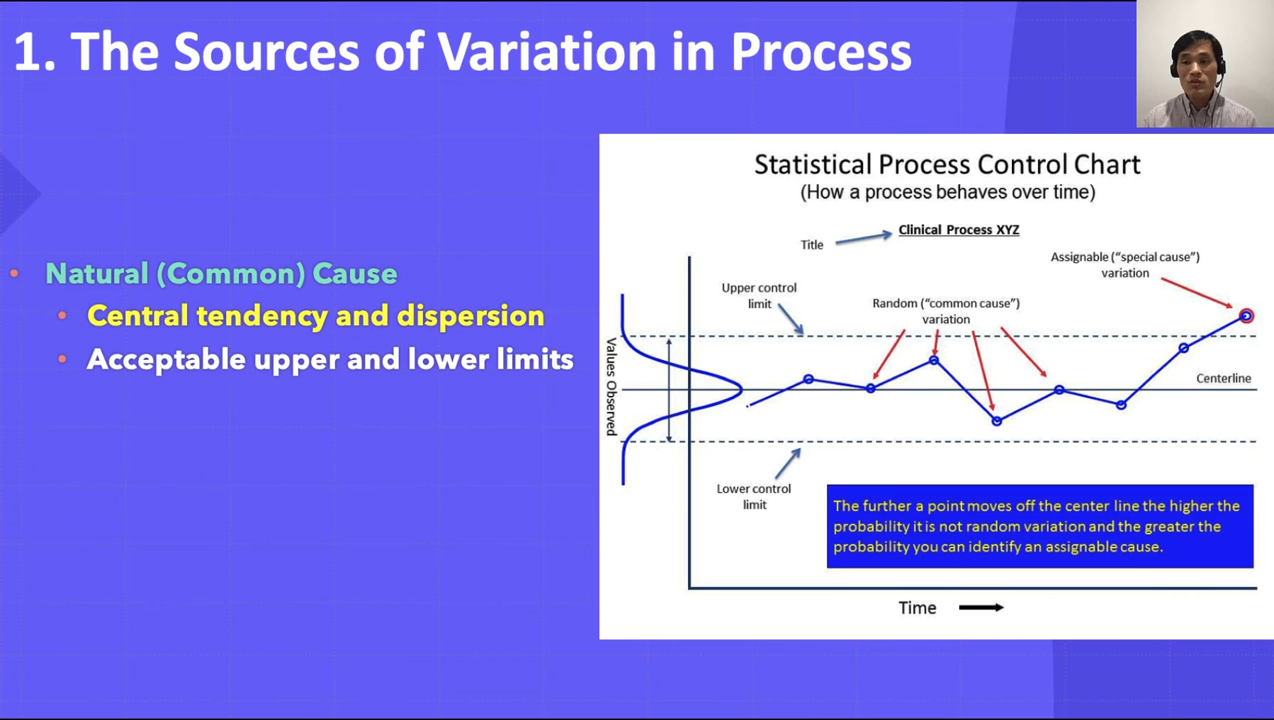 1. The Sources of Variation in Process
• Natural (Common) Cause
• Central tendency and dispersion
• Acceptable upper and lower limits
Statistical Process Control Chart
(How a process behaves over time)
Clinical Process XYZ
Title
Assignable (“special cause”)
variation
Upper control
limit
Random (“common cause”)
variation
Values Observed
Centerline
Lower control
limit
The further a point moves off the center line the higher the
probability it is not random variation and the greater the
probability you can identify an assignable cause.
Time